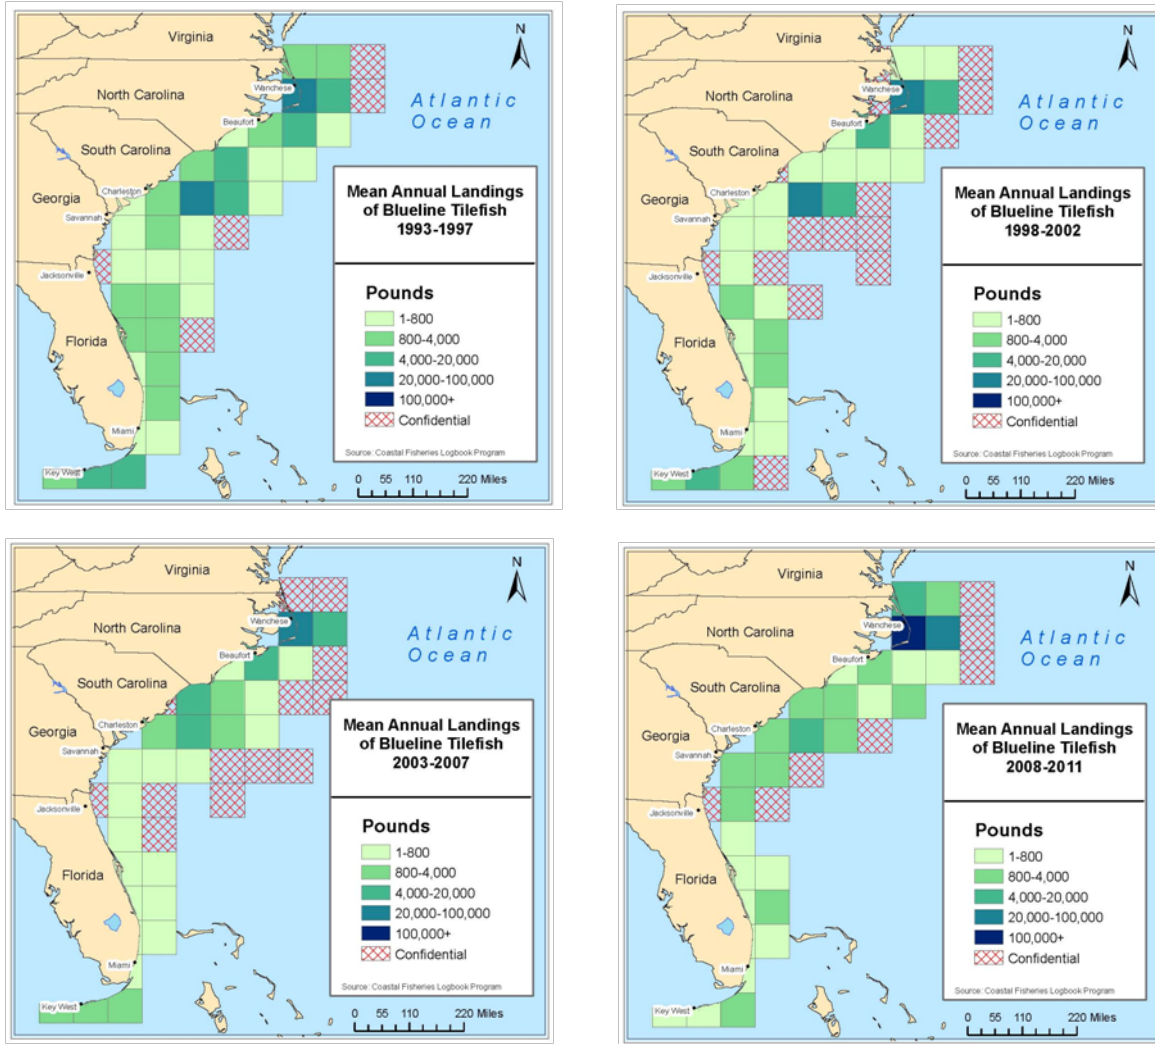 Virginia
N
Wanchese
North Carolina
Atlantic
Ocean
Beaufort
South Carolina
Charleston
Georgia
Savannah
Jacksonville
Florida
Miami
Key West
Mean Annual Landings
of Blueline Tilefish
1993-1997
Pounds
1-800
800-4,000
4,000-20,000
20,000-100,000
100,000+
Confidential
Source: Coastal Fisheries Logbook Program
0 55 110 220 Miles
Virginia
N
Wanchese
North Carolina
Atlantic
Ocean
Beaufort
South Carolina
Charleston
Georgia
Savannah
Jacksonville
Florida
Miami
Key West
Mean Annual Landings
of Blueline Tilefish
1998-2002
Pounds
1-800
800-4,000
4,000-20,000
20,000-100,000
100,000+
Confidential
Source: Coastal Fisheries Logbook Program
0 55 110 220 Miles
Virginia
N
Wanchese
North Carolina
Atlantic
Ocean
Beaufort
South Carolina
Charleston
Georgia
Savannah
Jacksonville
Florida
Miami
Key West
Mean Annual Landings
of Blueline Tilefish
2003-2007
Pounds
1-800
800-4,000
4,000-20,000
20,000-100,000
100,000+
Confidential
Source: Coastal Fisheries Logbook Program
0 55 110 220 Miles
Virginia
N
Wanchese
North Carolina
Atlantic
Ocean
Beaufort
South Carolina
Charleston
Georgia
Savannah
Jacksonville
Florida
Miami
Key West
Mean Annual Landings
of Blueline Tilefish
2008-2011
Pounds
1-800
800-4,000
4,000-20,000
20,000-100,000
100,000+
Confidential
Source: Coastal Fisheries Logbook Program
0 55 110 220 Miles